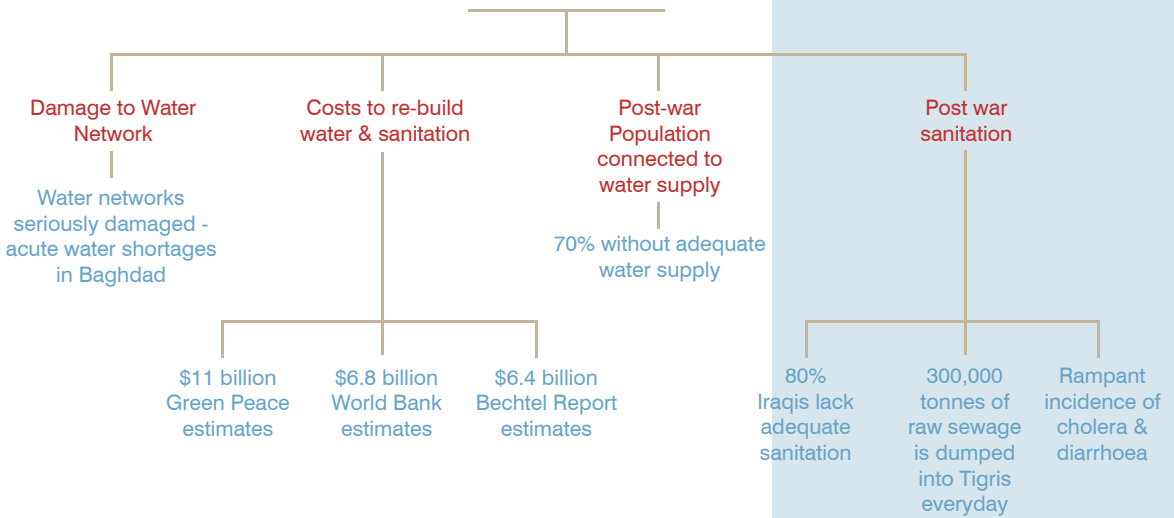 Damage to Water
Network
Water networks
seriously damaged -
acute water shortages
in Baghdad
Costs to re-build
water & sanitation
$11 billion
Green Peace
estimates
$6.8 billion
World Bank
estimates
$6.4 billion
Bechtel Report
estimates
Post-war
Population
connected to
water supply
70% without adequate
water supply
Post war
sanitation
80%
Iraqis lack
adequate
sanitation
300,000
tonnes of
raw sewage
is dumped
into Tigris
everyday
Rampant
incidence of
cholera &
diarrhoea